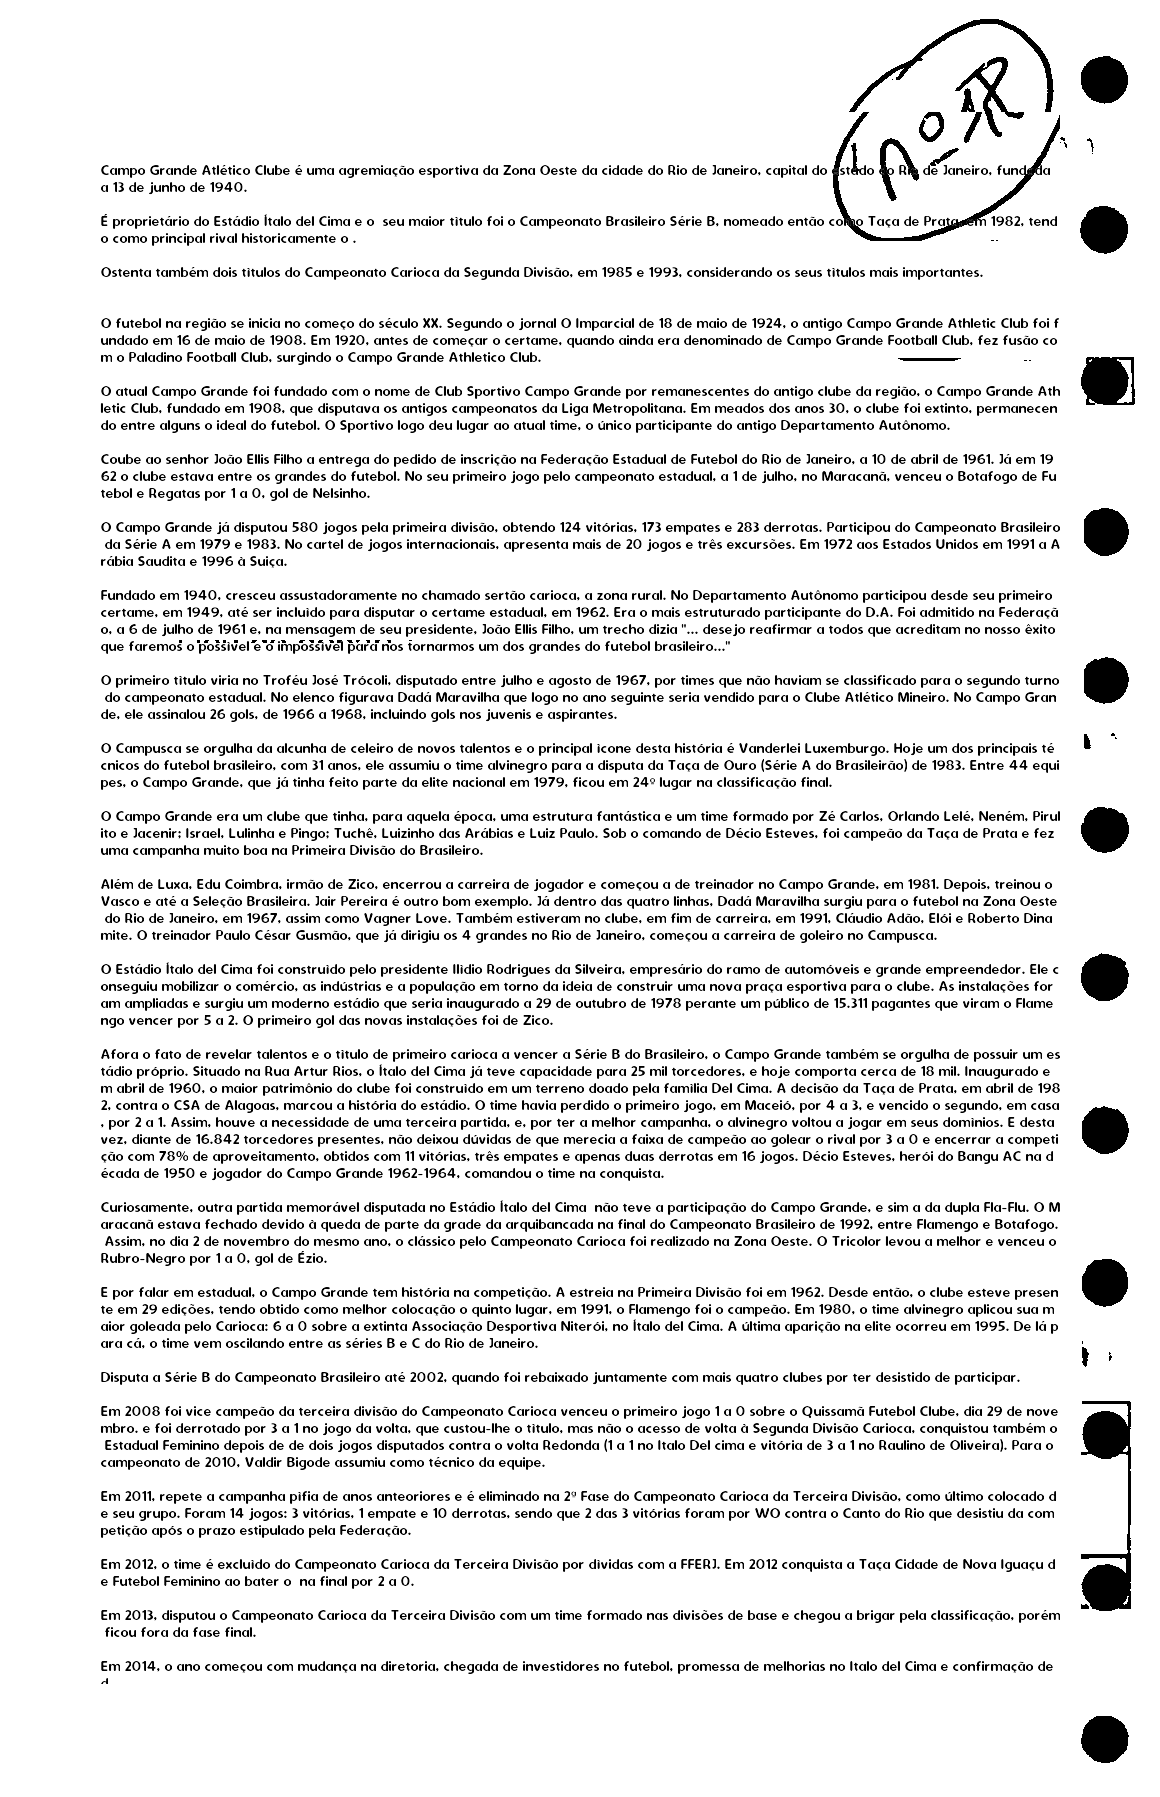 Campo Grande Atlético Clube é uma agremiação esportiva da Zona Oeste da cidade do Rio de Janeiro, capital do estado do Rio de Janeiro, fundada
a 13 de junho de 1940.
É proprietário do Estádio Ítalo del Cima e o  seu maior título foi o Campeonato Brasileiro Série B, nomeado então como Taça de Prata, em 1982, tend
o como principal rival historicamente o .
Ostenta também dois títulos do Campeonato Carioca da Segunda Divisão, em 1985 e 1993, considerando os seus títulos mais importantes.
O futebol na região se inicia no começo do século XX. Segundo o jornal O Imparcial de 18 de maio de 1924, o antigo Campo Grande Athletic Club foi f
undado em 16 de maio de 1908. Em 1920, antes de começar o certame, quando ainda era denominado de Campo Grande Football Club, fez fusão co
m o Paladino Football Club, surgindo o Campo Grande Athletico Club.
O atual Campo Grande foi fundado com o nome de Club Sportivo Campo Grande por remanescentes do antigo clube da região, o Campo Grande Ath
letic Club, fundado em 1908, que disputava os antigos campeonatos da Liga Metropolitana. Em meados dos anos 30, o clube foi extinto, permanecen
do entre alguns o ideal do futebol. O Sportivo logo deu lugar ao atual time, o único participante do antigo Departamento Autônomo.
Coube ao senhor João Ellis Filho a entrega do pedido de inscrição na Federação Estadual de Futebol do Rio de Janeiro, a 10 de abril de 1961. Já em 19
62 o clube estava entre os grandes do futebol. No seu primeiro jogo pelo campeonato estadual, a 1 de julho, no Maracanã, venceu o Botafogo de Fu
tebol e Regatas por 1 a 0, gol de Nelsinho.
O Campo Grande já disputou 580 jogos pela primeira divisão, obtendo 124 vitórias, 173 empates e 283 derrotas. Participou do Campeonato Brasileiro
da Série A em 1979 e 1983. No cartel de jogos internacionais, apresenta mais de 20 jogos e três excursões. Em 1972 aos Estados Unidos em 1991 a A
rábia Saudita e 1996 à Suiça.
Fundado em 1940, cresceu assustadoramente no chamado sertão carioca, a zona rural. No Departamento Autônomo participou desde seu primeiro
certame, em 1949, até ser incluído para disputar o certame estadual, em 1962. Era o mais estruturado participante do D.A. Foi admitido na Federaçã
o, a 6 de julho de 1961 e, na mensagem de seu presidente, João Ellis Filho, um trecho dizia "... desejo reafirmar a todos que acreditam no nosso êxito
que faremos o possível e o impossível para nos tornarmos um dos grandes do futebol brasileiro..."
O primeiro título viria no Troféu José Trócoli, disputado entre julho e agosto de 1967, por times que não haviam se classificado para o segundo turno
do campeonato estadual. No elenco figurava Dadá Maravilha que logo no ano seguinte seria vendido para o Clube Atlético Mineiro. No Campo Gran
de, ele assinalou 26 gols, de 1966 a 1968, incluindo gols nos juvenis e aspirantes.
O Campusca se orgulha da alcunha de celeiro de novos talentos e o principal ícone desta história é Vanderlei Luxemburgo. Hoje um dos principais té
cnicos do futebol brasileiro, com 31 anos, ele assumiu o time alvinegro para a disputa da Taça de Ouro (Série A do Brasileirão) de 1983. Entre 44 equi
pes, o Campo Grande, que já tinha feito parte da elite nacional em 1979, ficou em 24º lugar na classificação final.
O Campo Grande era um clube que tinha, para aquela época, uma estrutura fantástica e um time formado por Zé Carlos, Orlando Lelé, Neném, Pirul
ito e Jacenir; Israel, Lulinha e Pingo; Tuchê, Luizinho das Arábias e Luiz Paulo. Sob o comando de Décio Esteves, foi campeão da Taça de Prata e fez
uma campanha muito boa na Primeira Divisão do Brasileiro.
Além de Luxa, Edu Coimbra, irmão de Zico, encerrou a carreira de jogador e começou a de treinador no Campo Grande, em 1981. Depois, treinou o
Vasco e até a Seleção Brasileira. Jair Pereira é outro bom exemplo. Já dentro das quatro linhas, Dadá Maravilha surgiu para o futebol na Zona Oeste
do Rio de Janeiro, em 1967, assim como Vagner Love. Também estiveram no clube, em fim de carreira, em 1991, Cláudio Adão, Elói e Roberto Dina
mite. O treinador Paulo César Gusmão, que já dirigiu os 4 grandes no Rio de Janeiro, começou a carreira de goleiro no Campusca.
O Estádio Ítalo del Cima foi construído pelo presidente Ilídio Rodrigues da Silveira, empresário do ramo de automóveis e grande empreendedor. Ele c
onseguiu mobilizar o comércio, as indústrias e a população em torno da ideia de construir uma nova praça esportiva para o clube. As instalações for
am ampliadas e surgiu um moderno estádio que seria inaugurado a 29 de outubro de 1978 perante um público de 15.311 pagantes que viram o Flame
ngo vencer por 5 a 2. O primeiro gol das novas instalações foi de Zico.
Afora o fato de revelar talentos e o título de primeiro carioca a vencer a Série B do Brasileiro, o Campo Grande também se orgulha de possuir um es
tádio próprio. Situado na Rua Artur Rios, o Ítalo del Cima já teve capacidade para 25 mil torcedores, e hoje comporta cerca de 18 mil. Inaugurado e
m abril de 1960, o maior patrimônio do clube foi construído em um terreno doado pela família Del Cima. A decisão da Taça de Prata, em abril de 198
2, contra o CSA de Alagoas, marcou a história do estádio. O time havia perdido o primeiro jogo, em Maceió, por 4 a 3, e vencido o segundo, em casa
, por 2 a 1. Assim, houve a necessidade de uma terceira partida, e, por ter a melhor campanha, o alvinegro voltou a jogar em seus domínios. E desta
vez, diante de 16.842 torcedores presentes, não deixou dúvidas de que merecia a faixa de campeão ao golear o rival por 3 a 0 e encerrar a competi
ção com 78% de aproveitamento, obtidos com 11 vitórias, três empates e apenas duas derrotas em 16 jogos. Décio Esteves, herói do Bangu AC na d
écada de 1950 e jogador do Campo Grande 1962-1964, comandou o time na conquista.
Curiosamente, outra partida memorável disputada no Estádio Ítalo del Cima  não teve a participação do Campo Grande, e sim a da dupla Fla-Flu. O M
aracanã estava fechado devido à queda de parte da grade da arquibancada na final do Campeonato Brasileiro de 1992, entre Flamengo e Botafogo.
Assim, no dia 2 de novembro do mesmo ano, o clássico pelo Campeonato Carioca foi realizado na Zona Oeste. O Tricolor levou a melhor e venceu o
Rubro-Negro por 1 a 0, gol de Ézio.
E por falar em estadual, o Campo Grande tem história na competição. A estreia na Primeira Divisão foi em 1962. Desde então, o clube esteve presen
te em 29 edições, tendo obtido como melhor colocação o quinto lugar, em 1991, o Flamengo foi o campeão. Em 1980, o time alvinegro aplicou sua m
aior goleada pelo Carioca: 6 a 0 sobre a extinta Associação Desportiva Niterói, no Ítalo del Cima. A última aparição na elite ocorreu em 1995. De lá p
ara cá, o time vem oscilando entre as séries B e C do Rio de Janeiro.
Disputa a Série B do Campeonato Brasileiro até 2002, quando foi rebaixado juntamente com mais quatro clubes por ter desistido de participar.
Em 2008 foi vice campeão da terceira divisão do Campeonato Carioca venceu o primeiro jogo 1 a 0 sobre o Quissamã Futebol Clube, dia 29 de nove
mbro, e foi derrotado por 3 a 1 no jogo da volta, que custou-lhe o título, mas não o acesso de volta à Segunda Divisão Carioca, conquistou também o
Estadual Feminino depois de de dois jogos disputados contra o volta Redonda (1 a 1 no Italo Del cima e vitória de 3 a 1 no Raulino de Oliveira). Para o
campeonato de 2010, Valdir Bigode assumiu como técnico da equipe.
Em 2011, repete a campanha pífia de anos anteoriores e é eliminado na 2ª Fase do Campeonato Carioca da Terceira Divisão, como último colocado d
e seu grupo. Foram 14 jogos: 3 vitórias, 1 empate e 10 derrotas, sendo que 2 das 3 vitórias foram por WO contra o Canto do Rio que desistiu da com
petição após o prazo estipulado pela Federação.
Em 2012, o time é excluído do Campeonato Carioca da Terceira Divisão por dívidas com a FFERJ. Em 2012 conquista a Taça Cidade de Nova Iguaçu d
e Futebol Feminino ao bater o  na final por 2 a 0.
Em 2013, disputou o Campeonato Carioca da Terceira Divisão com um time formado nas divisões de base e chegou a brigar pela classificação, porém
ficou fora da fase final.
Em 2014, o ano começou com mudança na diretoria, chegada de investidores no futebol, promessa de melhorias no Italo del Cima e confirmação de